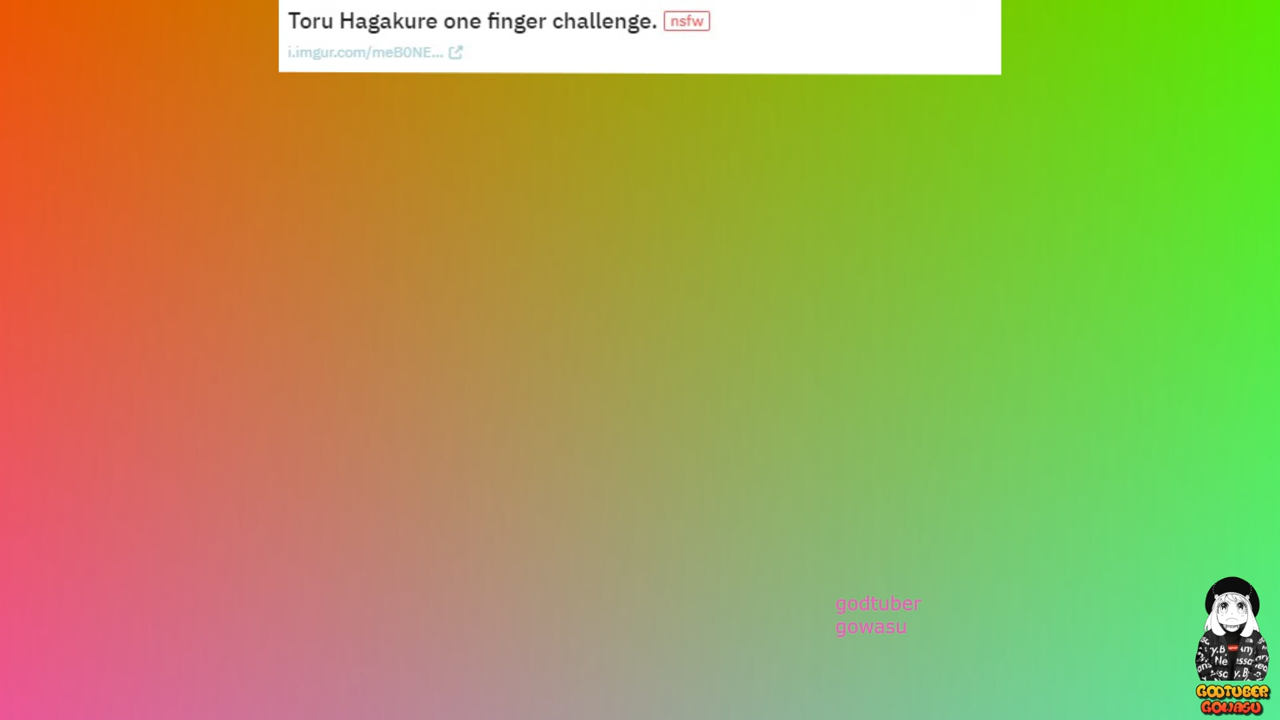 Toru Hagakure one finger challenge. nsfw
i.imgur.com/meB0NE...
godtuber
gowasu
GODTUBER
GOWASU